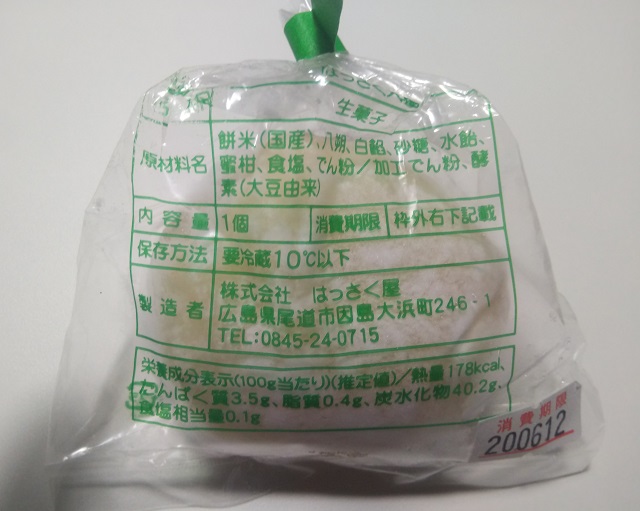 はっさく大福
生菓子
原材料名
餅米(国産)、八朔、白餡、砂糖、水飴、
蜜柑、食塩、でん粉/加工でん粉、酵
素(大豆由来)
内容量 1個 消費期限 枠外右下記載
保存方法 要冷蔵10℃以下
製造者
株式会社 はっさく屋
広島県尾道市因島大浜町246-1
TEL:0845-24-0715
栄養成分表示(100g当たり)(推定値)/熱量178kcal、
たんぱく質3.5g、脂質0.4g、炭水化物40.2g、
食塩相当量0.1g
消費期限
200612